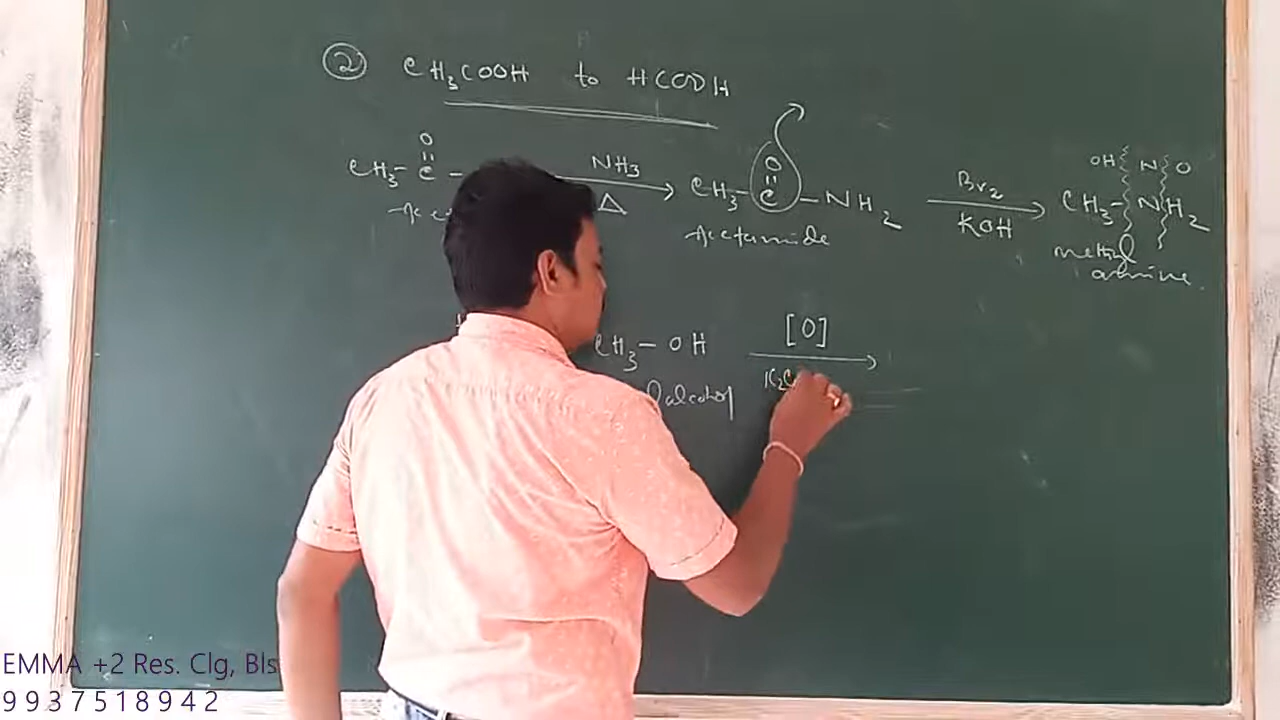 ② CH₃COOH to HCOOH
O
||
CH₃-C- NH₃ → △
O
||
CH₃-C-NH₂
Acetamide
Br₂ → KOH
OH N O
CH₃-NH₂
methyl
amine.
CH₃-OH [O] →
alcohol K₂C
EMMA +2 Res. Clg, Bls
9937518942